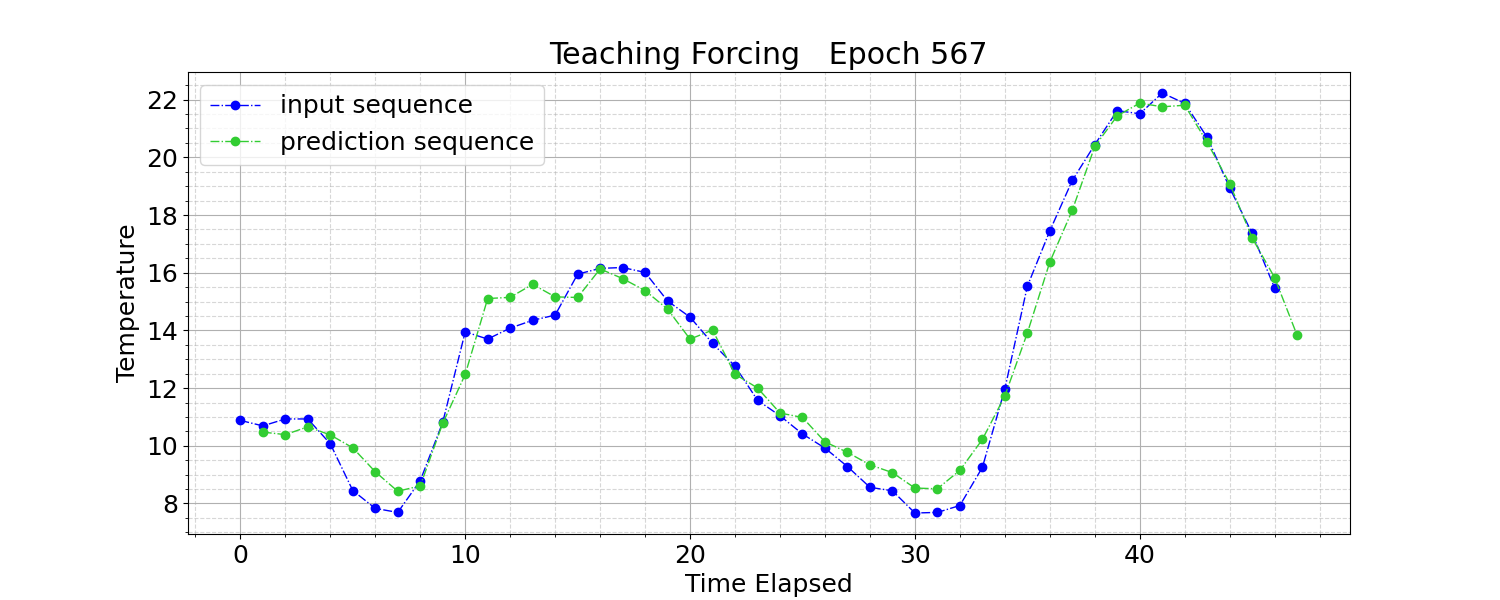 Teaching Forcing   Epoch 567
input sequence
prediction sequence
Temperature
22
20
18
16
14
12
10
8
0 10 20 30 40
Time Elapsed